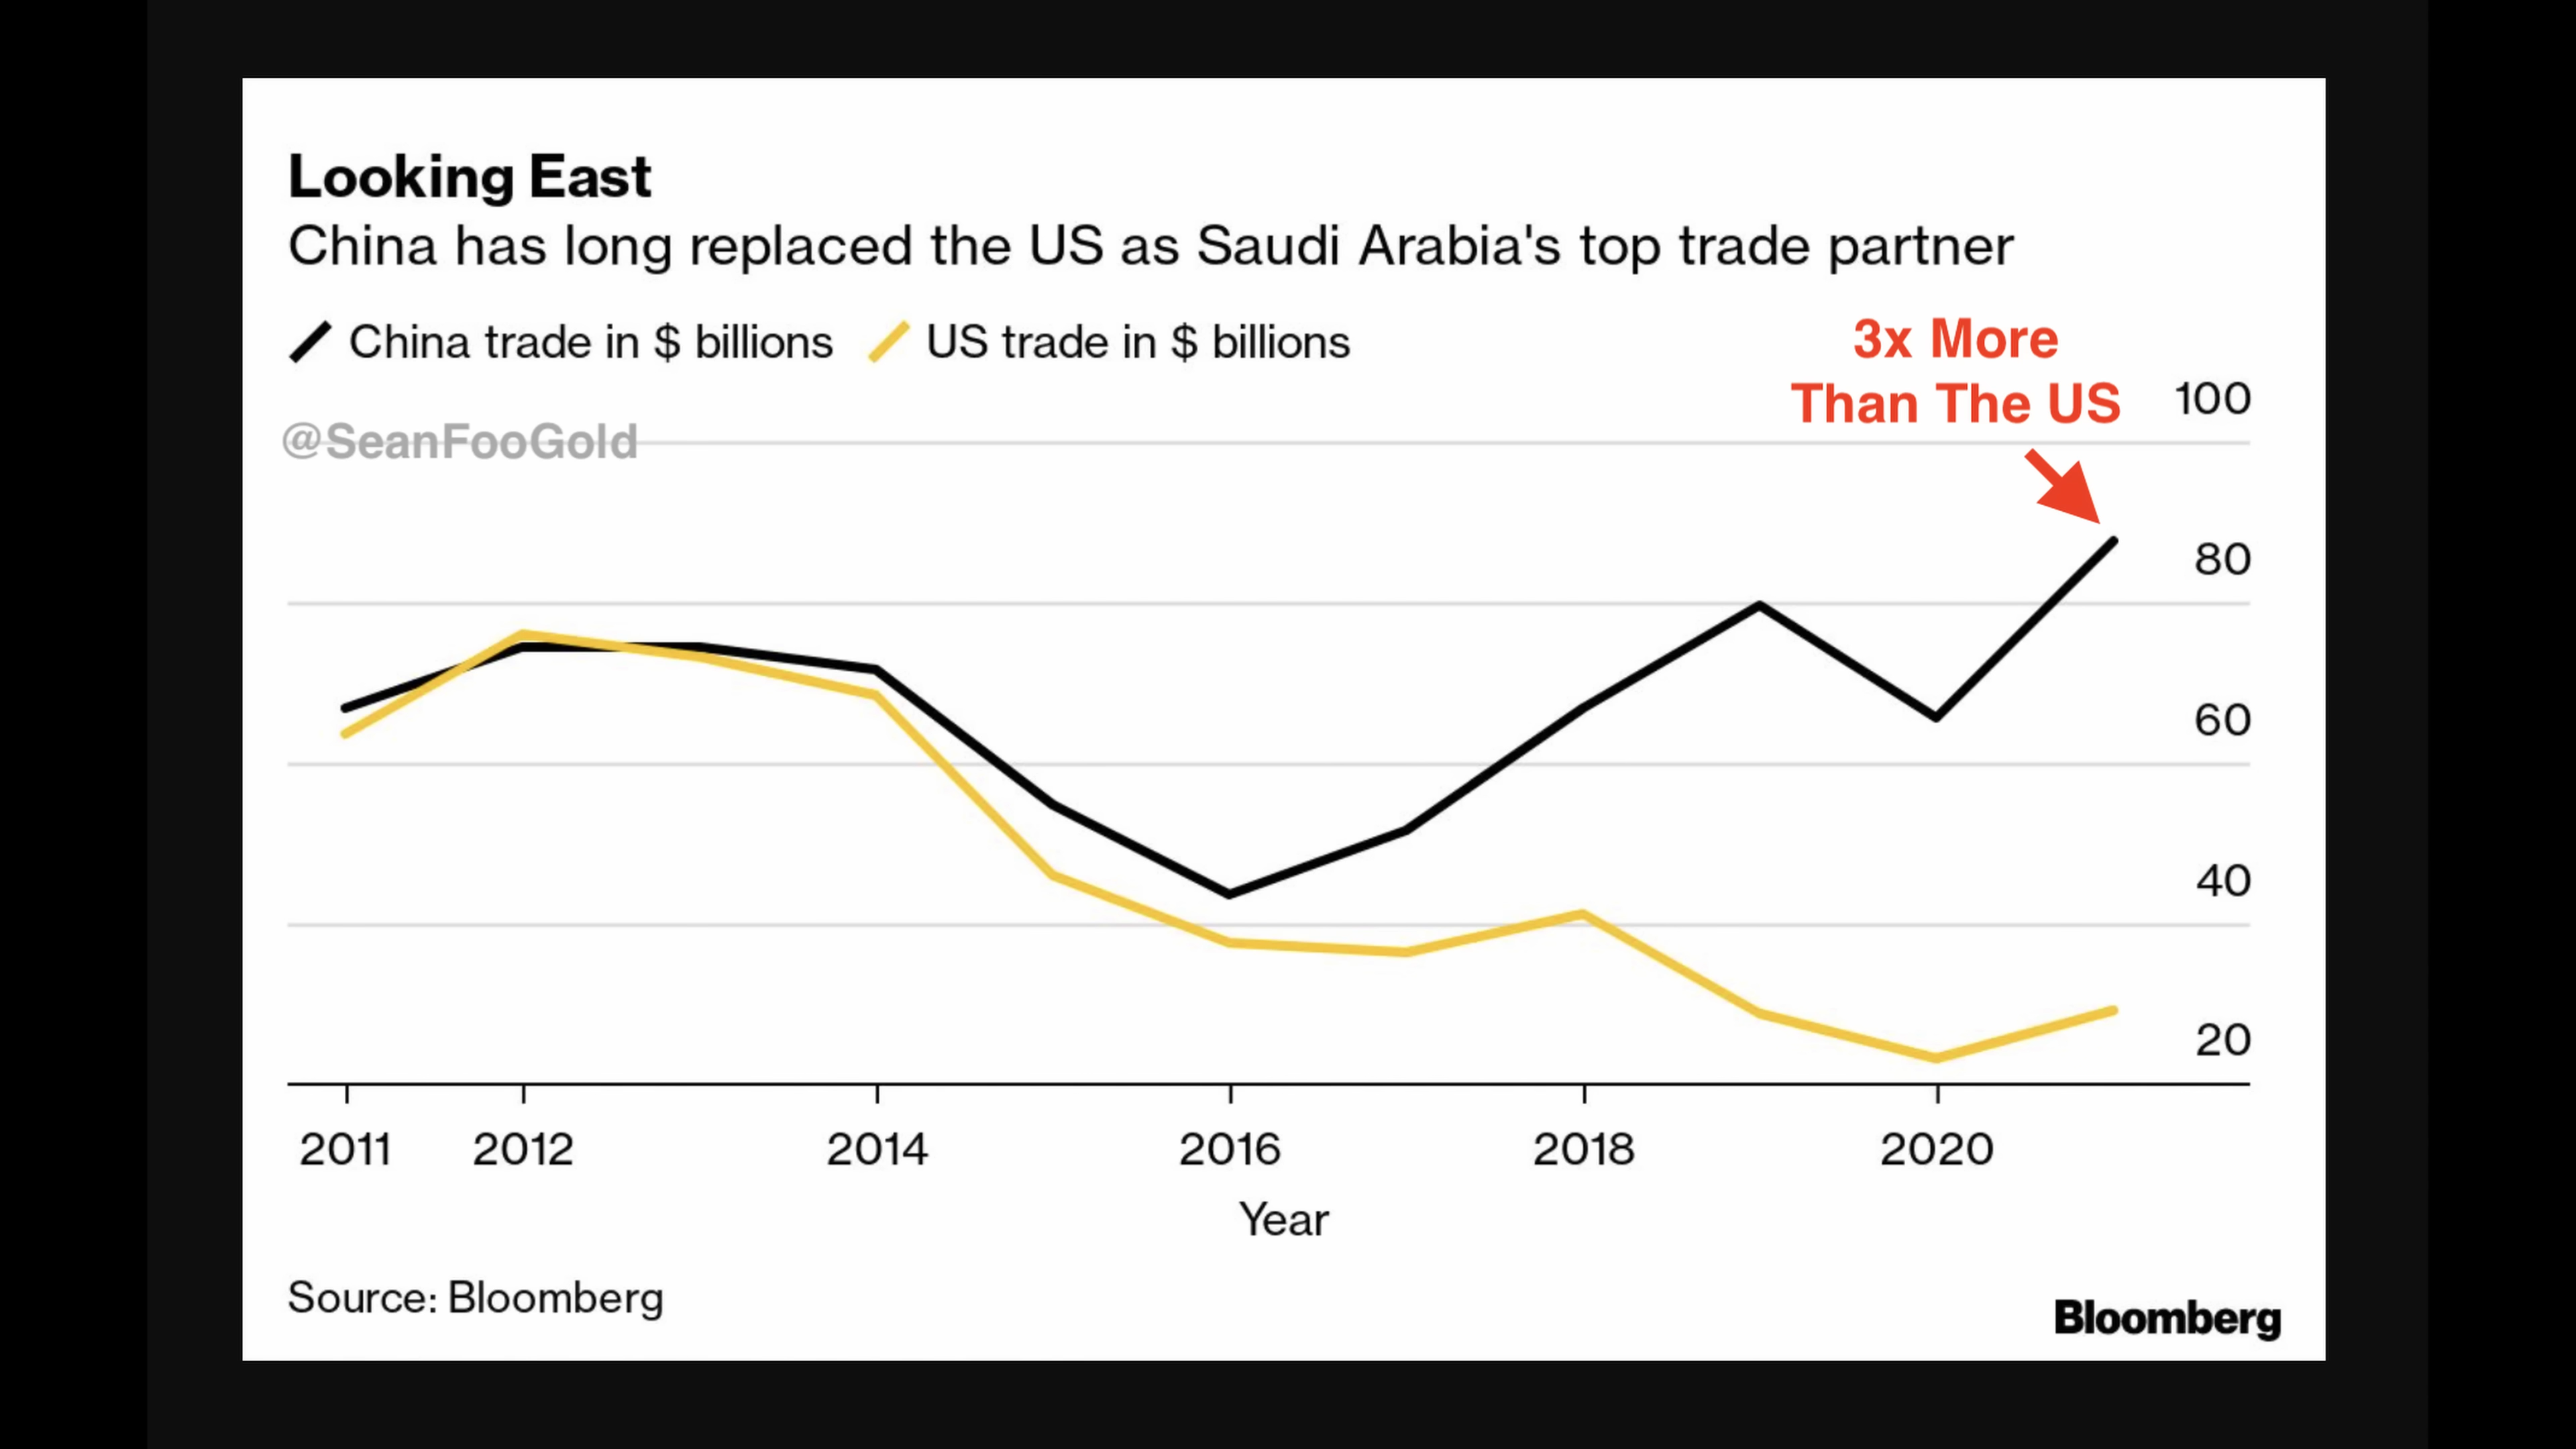 Looking East
China has long replaced the US as Saudi Arabia's top trade partner
China trade in $ billions US trade in $ billions
3x More
Than The US
@SeanFooGold
100
80
60
40
20
2011 2012 2014 2016 2018 2020
Year
Source: Bloomberg
Bloomberg